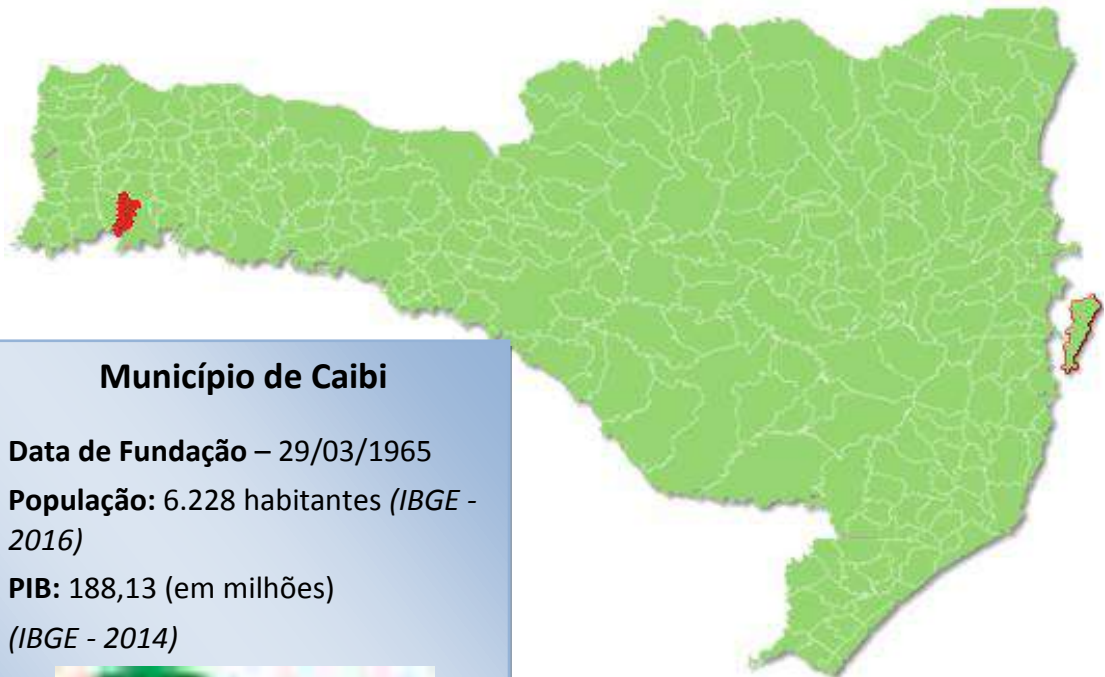 Município de Caibi
Data de Fundação – 29/03/1965
População: 6.228 habitantes (IBGE -
2016)
PIB: 188,13 (em milhões)
(IBGE - 2014)